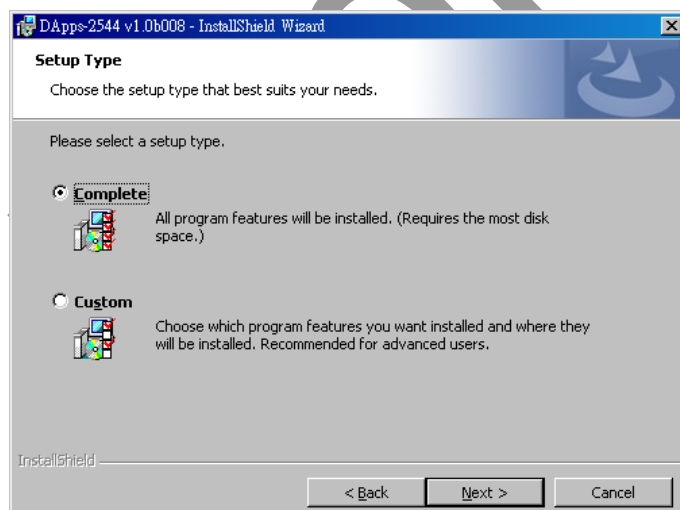 DApps-2544 v1.0b008 - InstallShield Wizard
Setup Type
Choose the setup type that best suits your needs.
Please select a setup type.
Complete
All program features will be installed. (Requires the most disk
space.)
Custom
Choose which program features you want installed and where they
will be installed. Recommended for advanced users.
InstallShield
< Back
Next >
Cancel